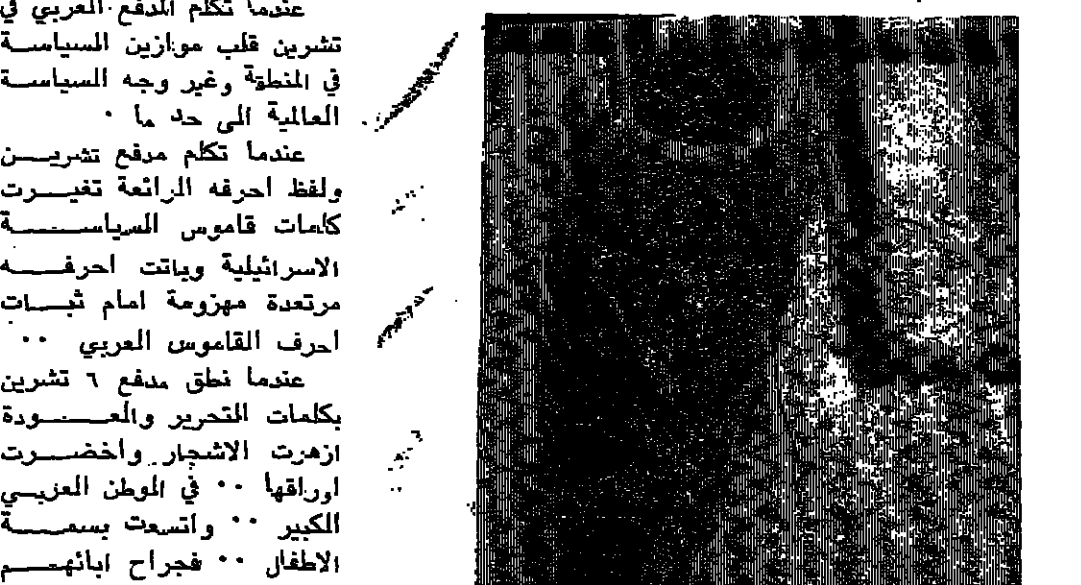 عندما تكلم المدفع العربي في
تشرين قلب موازين السياسة
في المنطقة وغير وجه السياسة
العالمية الى حد ما ٠
عندما تكلم مدفع تشرين
ولفظ احرفه الرائعة تغيرت
كلمات قاموس السياسة
الاسرائيلية وباتت احرفه
مرتعدة مهزومة امام ثبات
احرف القاموس العربي ٠٠
عندما نطق مدفع ٦ تشرين
بكلمات التحرير والعودة
ازهرت الاشجار واخضرت
اوراقها ٠٠ في الوطن العربي
الكبير ٠٠ واتسعت بسمة
الاطفال ٠٠ فجراح ابائهم